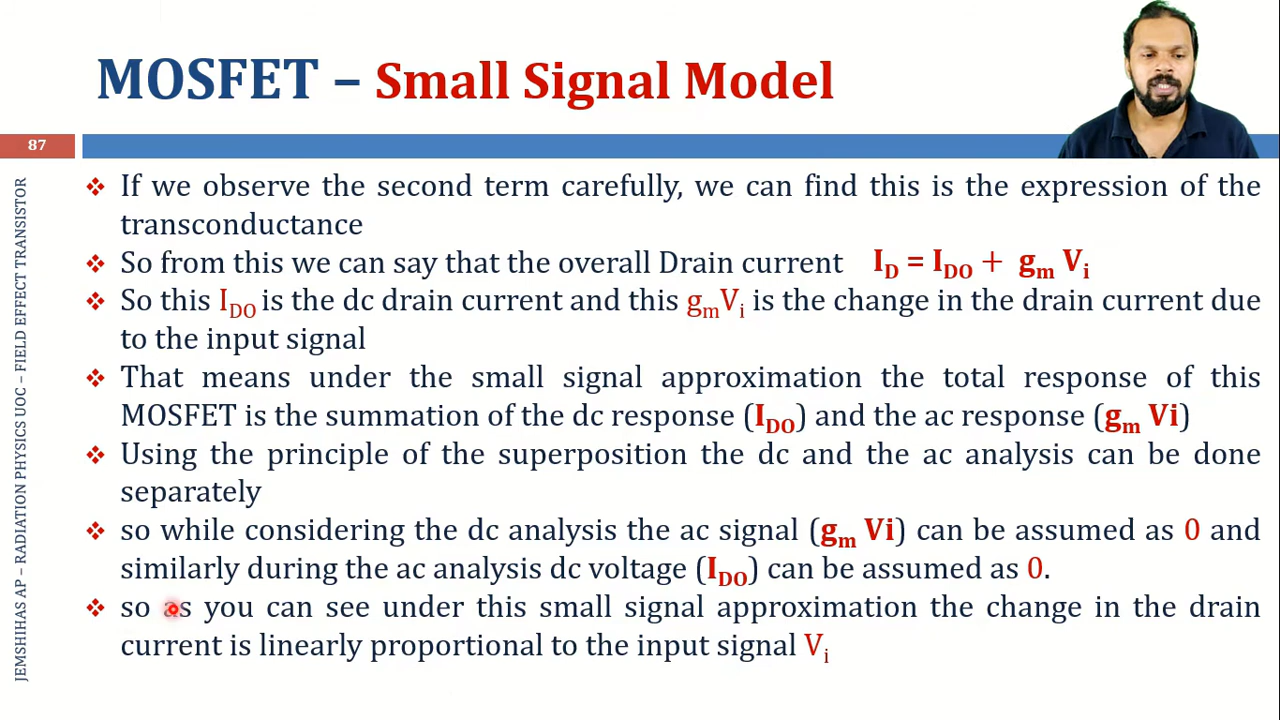 MOSFET – Small Signal Model
87
JEMSHIHAS AP – RADIATION PHYSICS UOC – FIELD EFFECT TRANSISTOR
❖ If we observe the second term carefully, we can find this is the expression of the
transconductance
❖ So from this we can say that the overall Drain current I_D = I_DO + g_m V_i
❖ So this I_DO is the dc drain current and this g_mV_i is the change in the drain current due
to the input signal
❖ That means under the small signal approximation the total response of this
MOSFET is the summation of the dc response (I_DO) and the ac response (g_m Vi)
❖ Using the principle of the superposition the dc and the ac analysis can be done
separately
❖ so while considering the dc analysis the ac signal (g_m Vi) can be assumed as 0 and
similarly during the ac analysis dc voltage (I_DO) can be assumed as 0.
❖ so as you can see under this small signal approximation the change in the drain
current is linearly proportional to the input signal V_i